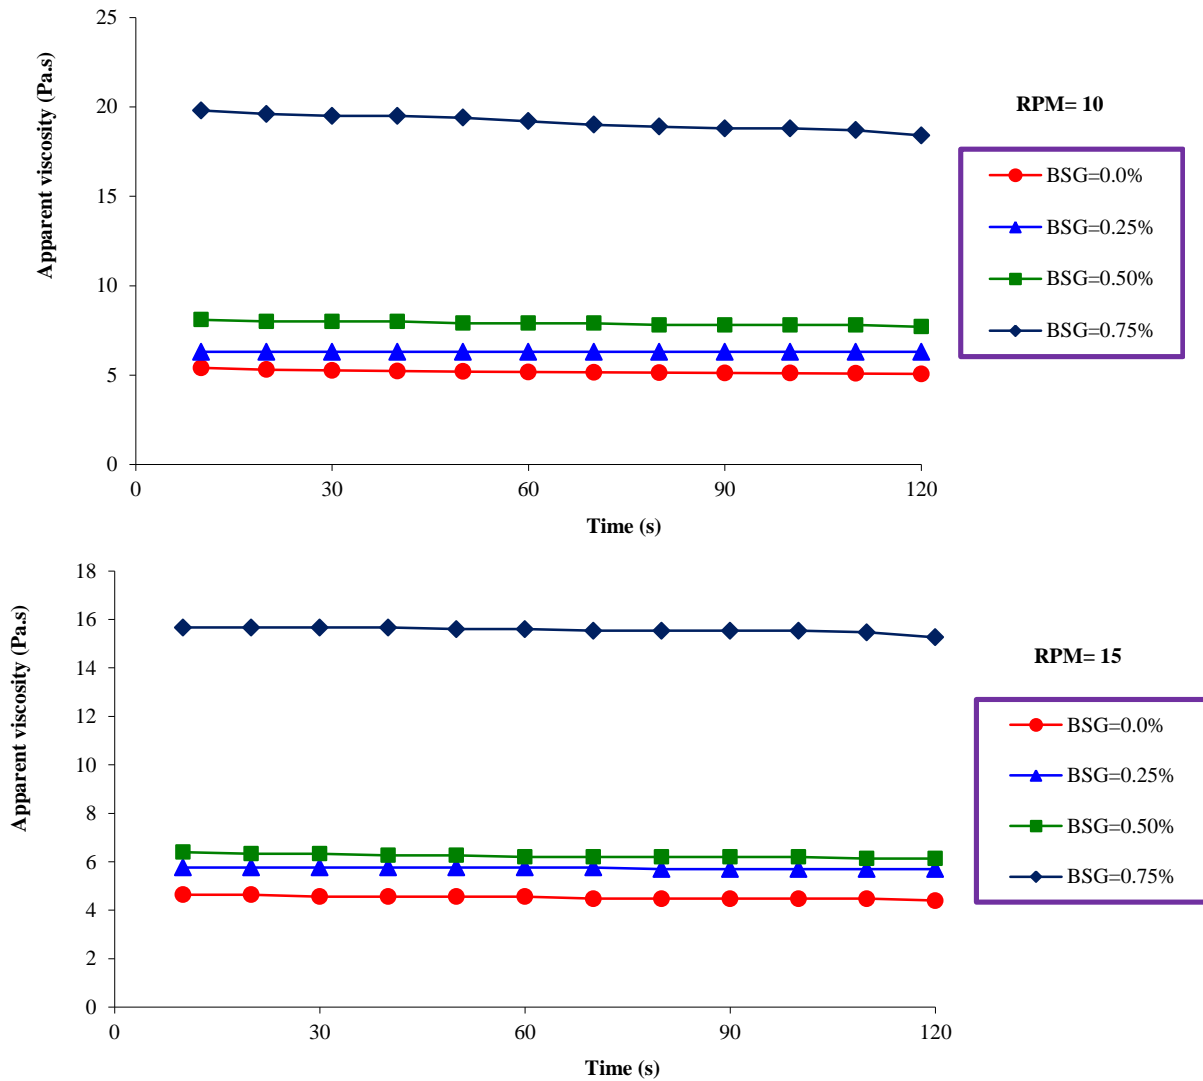 25
20
15
10
5
0
0 30 60 90 120
Apparent viscosity (Pa.s)
Time (s)
RPM= 10
BSG=0.0%
BSG=0.25%
BSG=0.50%
BSG=0.75%
18
16
14
12
10
8
6
4
2
0
0 30 60 90 120
Apparent viscosity (Pa.s)
Time (s)
RPM= 15
BSG=0.0%
BSG=0.25%
BSG=0.50%
BSG=0.75%